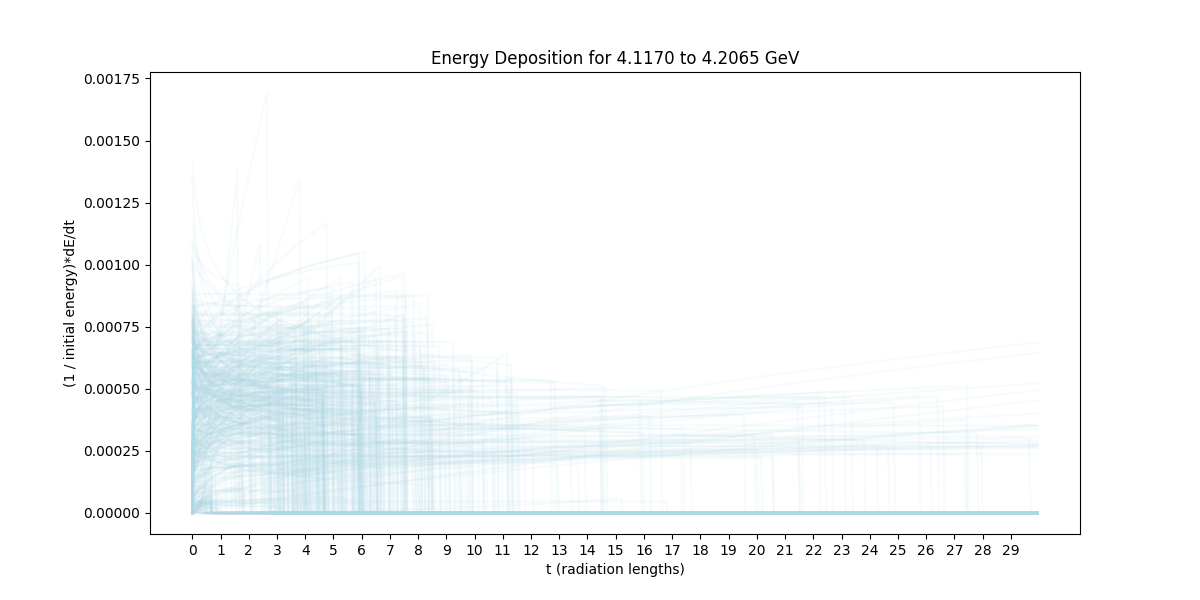 Energy Deposition for 4.1170 to 4.2065 GeV
(1 / initial energy)*dE/dt
0.00175
0.00150
0.00125
0.00100
0.00075
0.00050
0.00025
0.00000
0 1 2 3 4 5 6 7 8 9 10 11 12 13 14 15 16 17 18 19 20 21 22 23 24 25 26 27 28 29
t (radiation lengths)